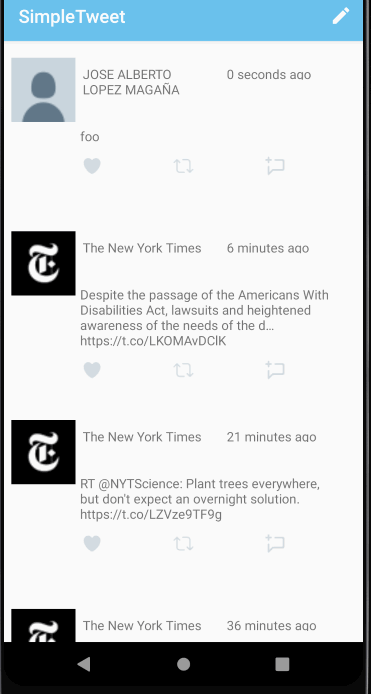 SimpleTweet
JOSE ALBERTO
LOPEZ MAGAÑA
0 seconds ago
foo
The New York Times
6 minutes ago
Despite the passage of the Americans With
Disabilities Act, lawsuits and heightened
awareness of the needs of the d…
https://t.co/LKOMAvDClK
The New York Times
21 minutes ago
RT @NYTScience: Plant trees everywhere,
but don't expect an overnight solution.
https://t.co/LZVze9TF9g
The New York Times
36 minutes ago